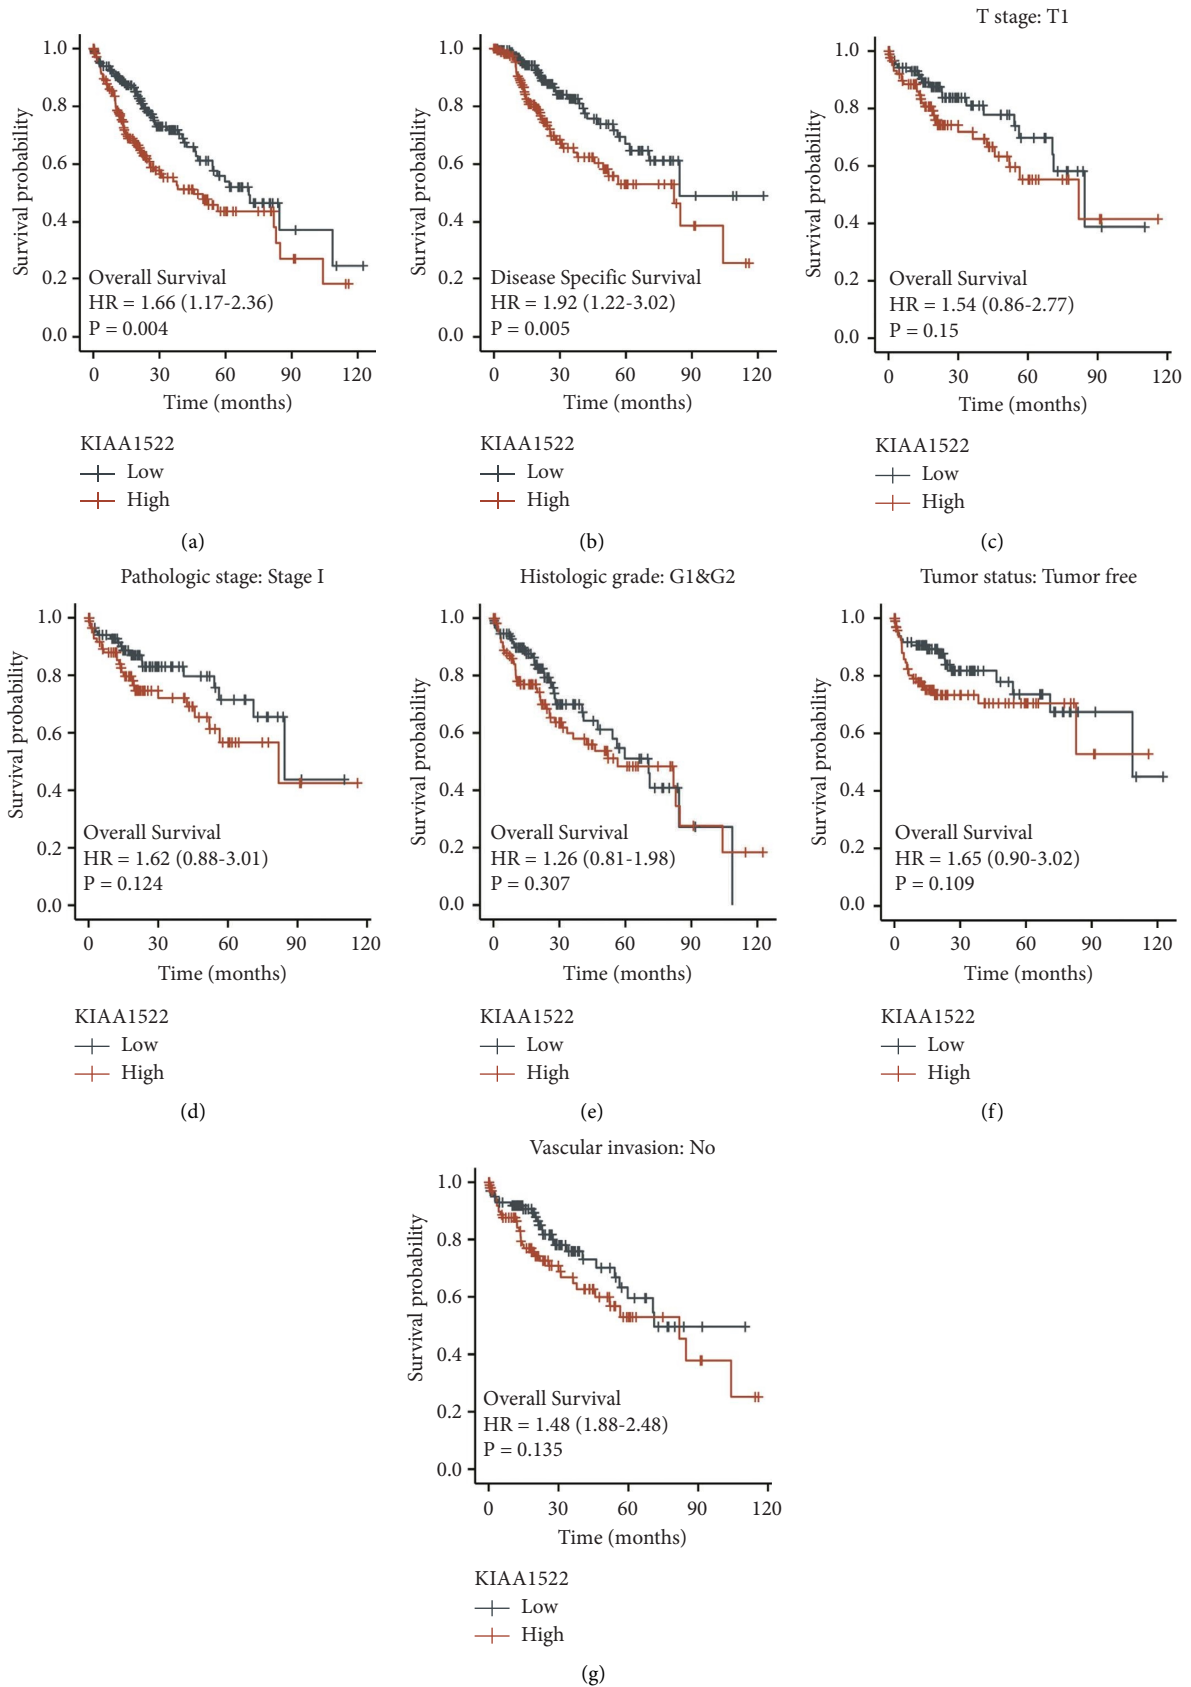 1.0
0.8
0.6
0.4
0.2
0.0
Survival probability
Overall Survival
HR = 1.66 (1.17-2.36)
P = 0.004
0 30 60 90 120
Time (months)
KIAA1522
Low
High
(a)
1.0
0.8
0.6
0.4
0.2
0.0
Survival probability
Disease Specific Survival
HR = 1.92 (1.22-3.02)
P = 0.005
0 30 60 90 120
Time (months)
KIAA1522
Low
High
(b)
T stage: T1
1.0
0.8
0.6
0.4
0.2
0.0
Survival probability
Overall Survival
HR = 1.54 (0.86-2.77)
P = 0.15
0 30 60 90 120
Time (months)
KIAA1522
Low
High
(c)
Pathologic stage: Stage I
1.0
0.8
0.6
0.4
0.2
0.0
Survival probability
Overall Survival
HR = 1.62 (0.88-3.01)
P = 0.124
0 30 60 90 120
Time (months)
KIAA1522
Low
High
(d)
Histologic grade: G1&G2
1.0
0.8
0.6
0.4
0.2
0.0
Survival probability
Overall Survival
HR = 1.26 (0.81-1.98)
P = 0.307
0 30 60 90 120
Time (months)
KIAA1522
Low
High
(e)
Tumor status: Tumor free
1.0
0.8
0.6
0.4
0.2
0.0
Survival probability
Overall Survival
HR = 1.65 (0.90-3.02)
P = 0.109
0 30 60 90 120
Time (months)
KIAA1522
Low
High
(f)
Vascular invasion: No
1.0
0.8
0.6
0.4
0.2
0.0
Survival probability
Overall Survival
HR = 1.48 (1.88-2.48)
P = 0.135
0 30 60 90 120
Time (months)
KIAA1522
Low
High
(g)